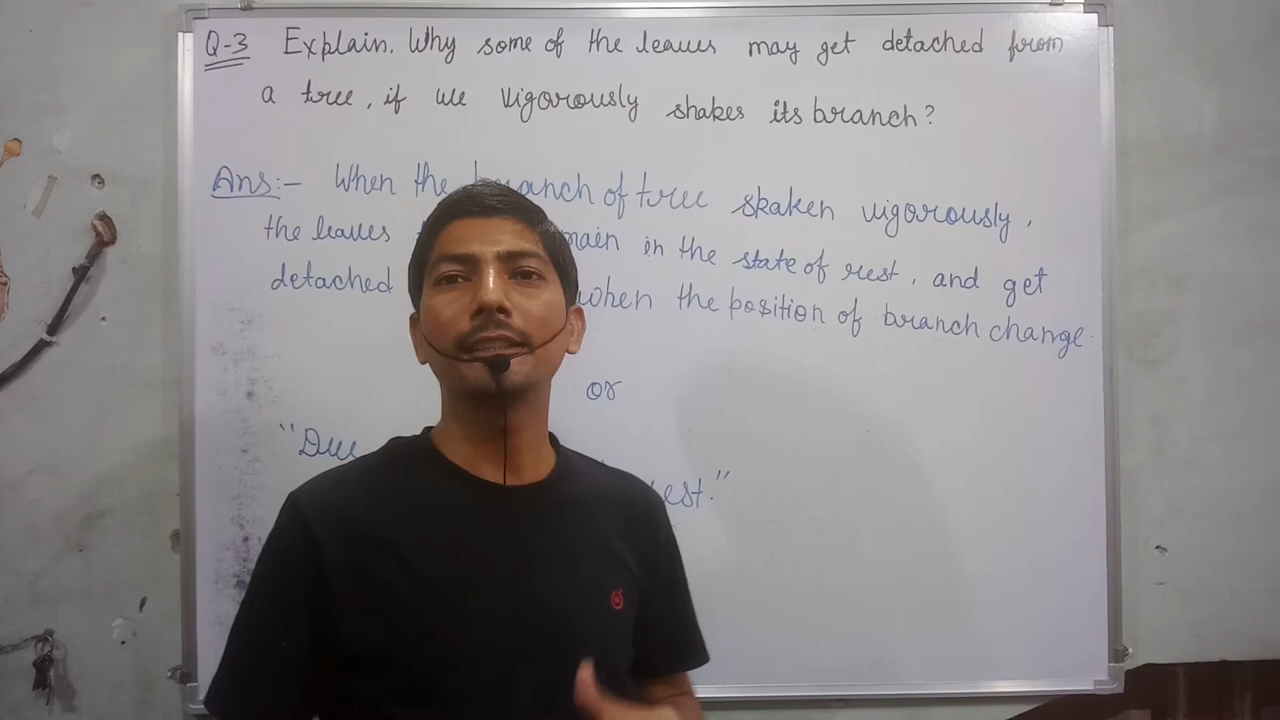 Q-3 Explain. Why some of the leaves may get detached from
a tree, if we vigorously shakes its branch?
Ans:- When the branch of tree skaken vigorously,
the leaves main in the state of rest, and get
detached when the position of branch change.
or
"Due
est."